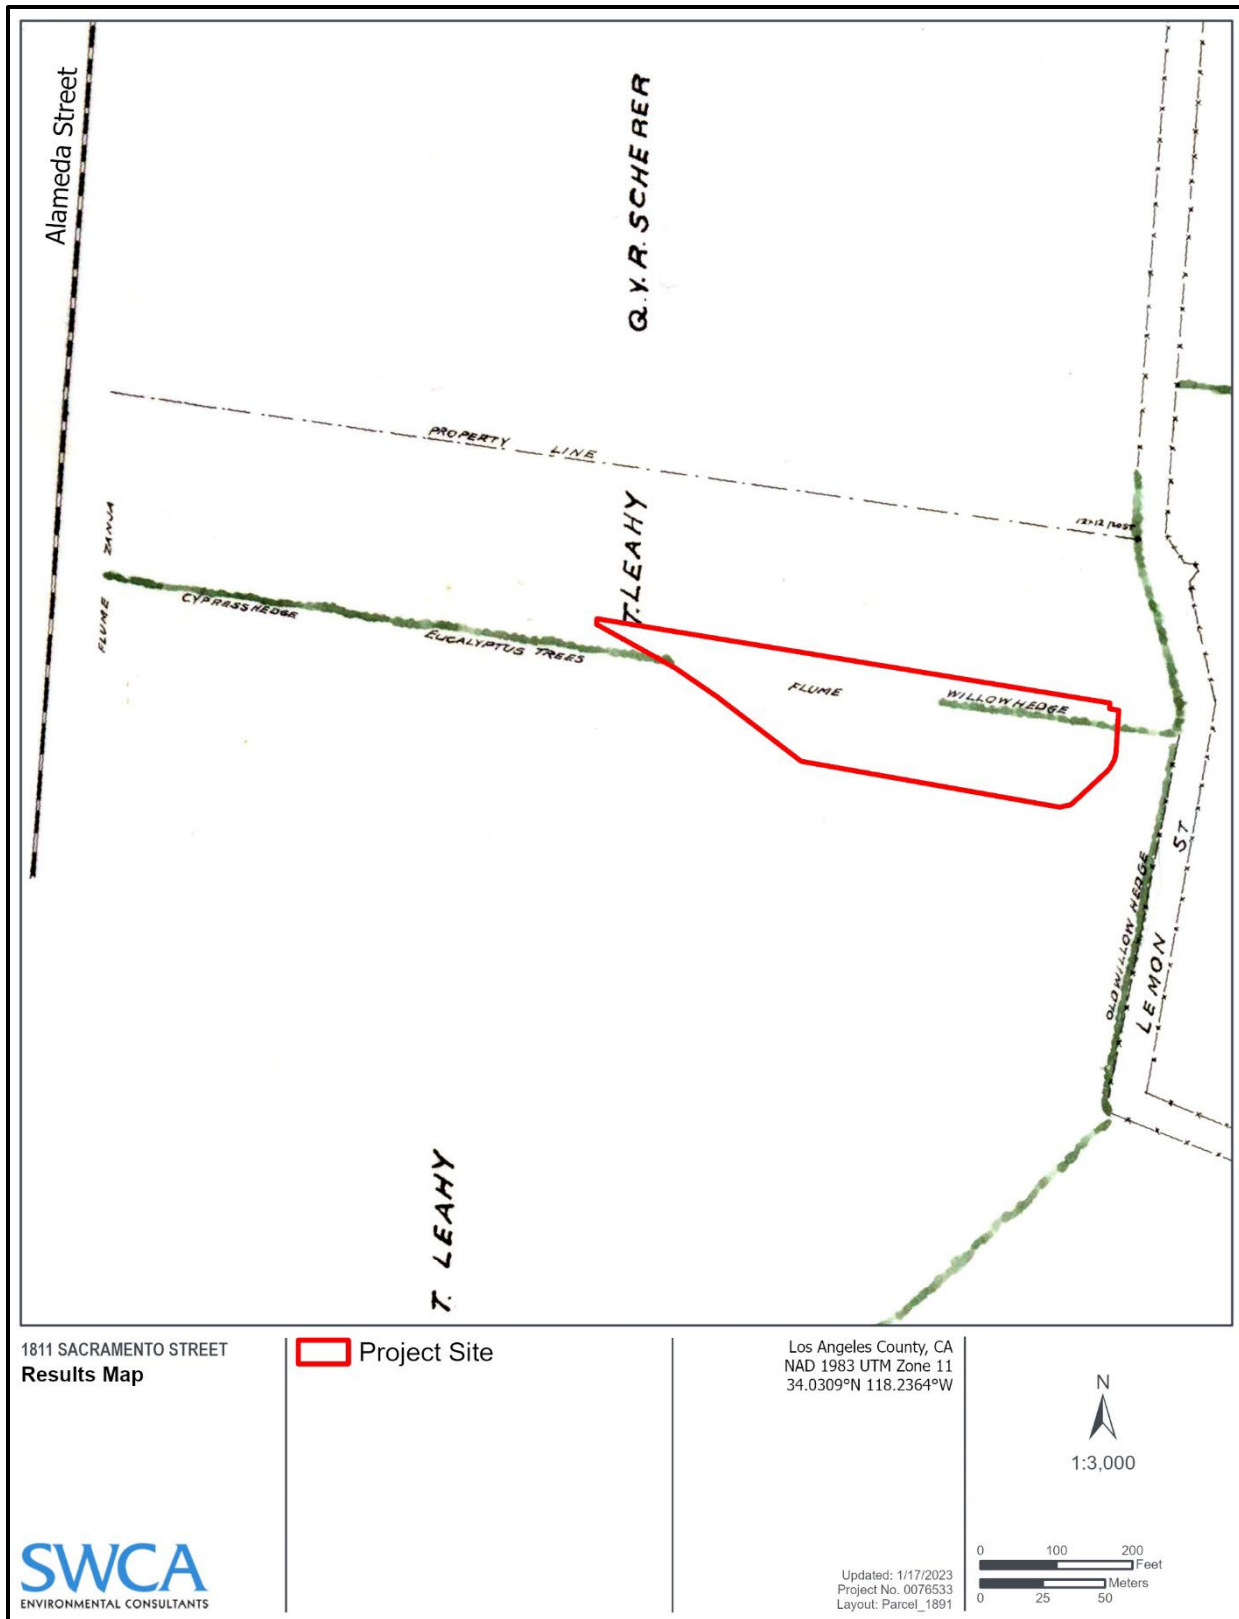 Alameda Street
Q.Y.R. SCHERER
PROPERTY LINE
12x12 POST
T. LEAHY
ZANJA
FLUME
CYPRESS HEDGE
EUCALYPTUS TREES
FLUME
WILLOW HEDGE
OLD WILLOW HEDGE
LEMON ST
T. LEAHY
1811 SACRAMENTO STREET
Results Map
SWCA
ENVIRONMENTAL CONSULTANTS
Project Site
Los Angeles County, CA
NAD 1983 UTM Zone 11
34.0309°N 118.2364°W
Updated: 1/17/2023
Project No. 0076533
Layout: Parcel_1891
N
1:3,000
0 100 200
Feet
Meters
0 25 50